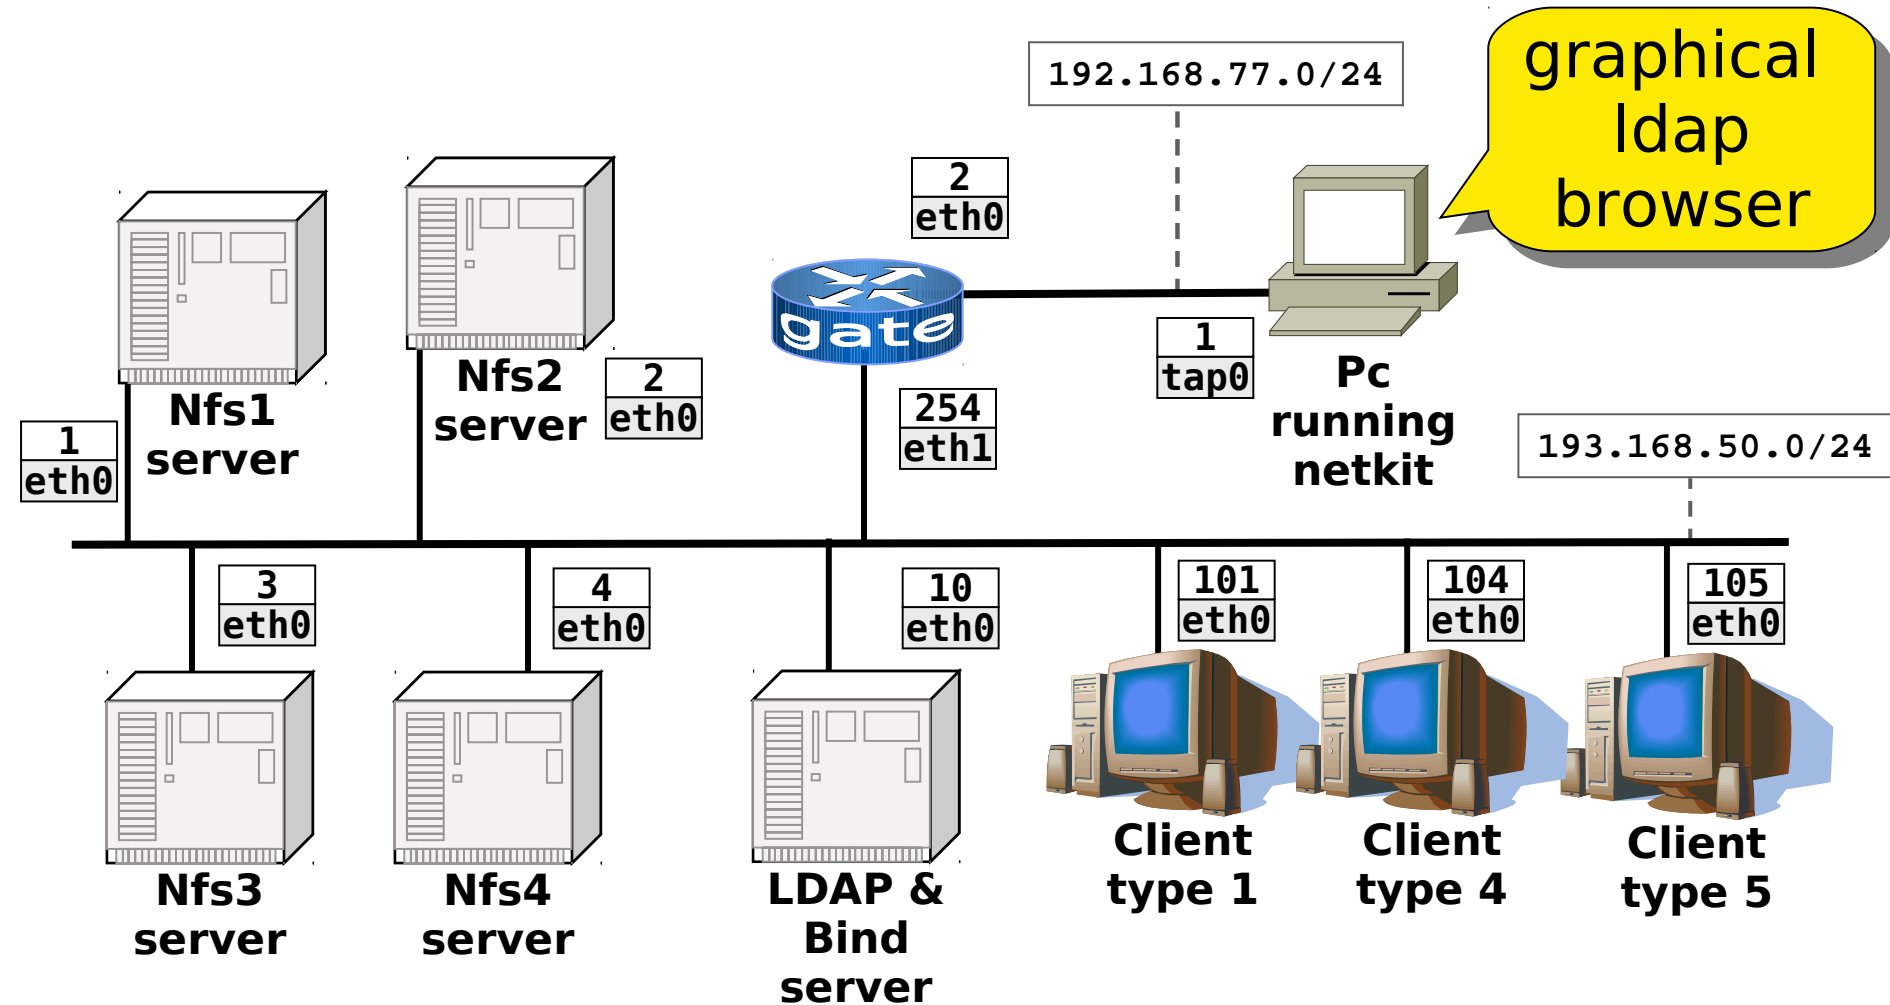 graphical
ldap
browser
192.168.77.0/24
2
eth0
gate
1
tap0
Pc
running
netkit
193.168.50.0/24
Nfs1
server
1
eth0
Nfs2
server
2
eth0
254
eth1
3
eth0
4
eth0
10
eth0
101
eth0
104
eth0
105
eth0
Nfs3
server
Nfs4
server
LDAP &
Bind
server
Client
type 1
Client
type 4
Client
type 5